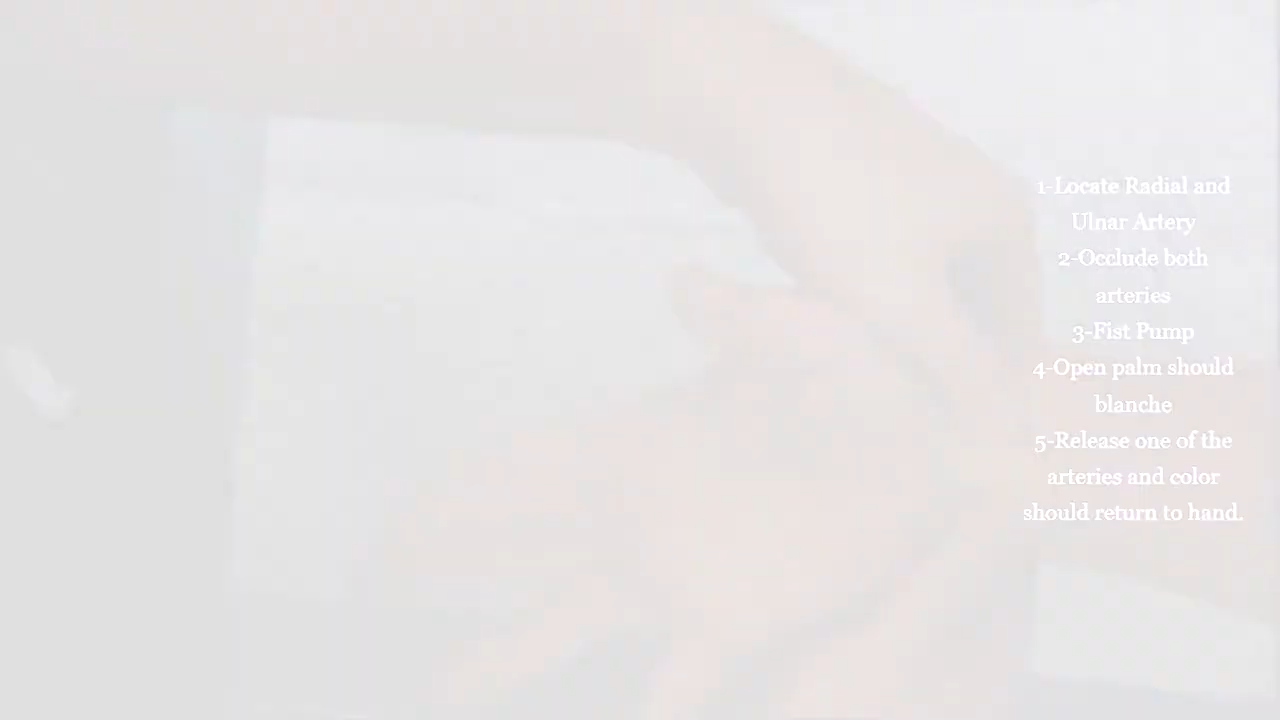 1-Locate Radial and
Ulnar Artery
2-Occlude both
arteries
3-Fist Pump
4-Open palm should
blanche
5-Release one of the
arteries and color
should return to hand.